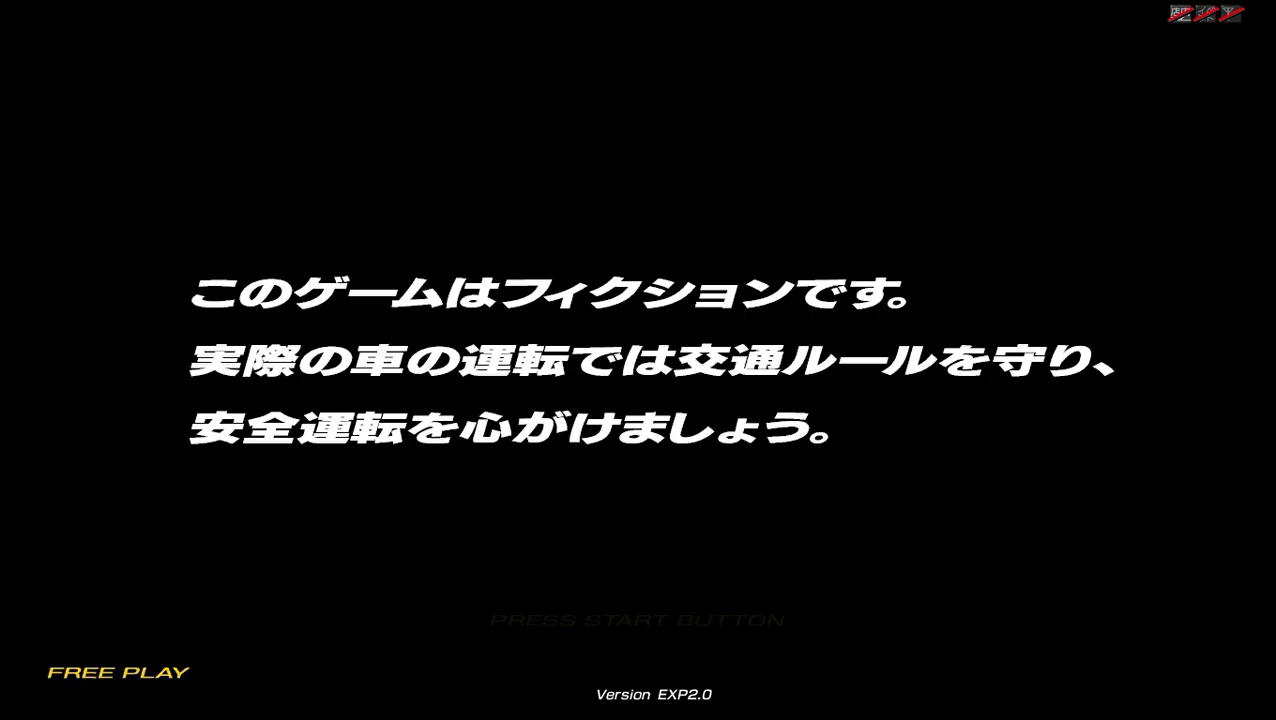 このゲームはフィクションです。
実際の車の運転では交通ルールを守り、
安全運転を心がけましょう。
PRESS START BUTTON
FREE PLAY
Version EXP2.0